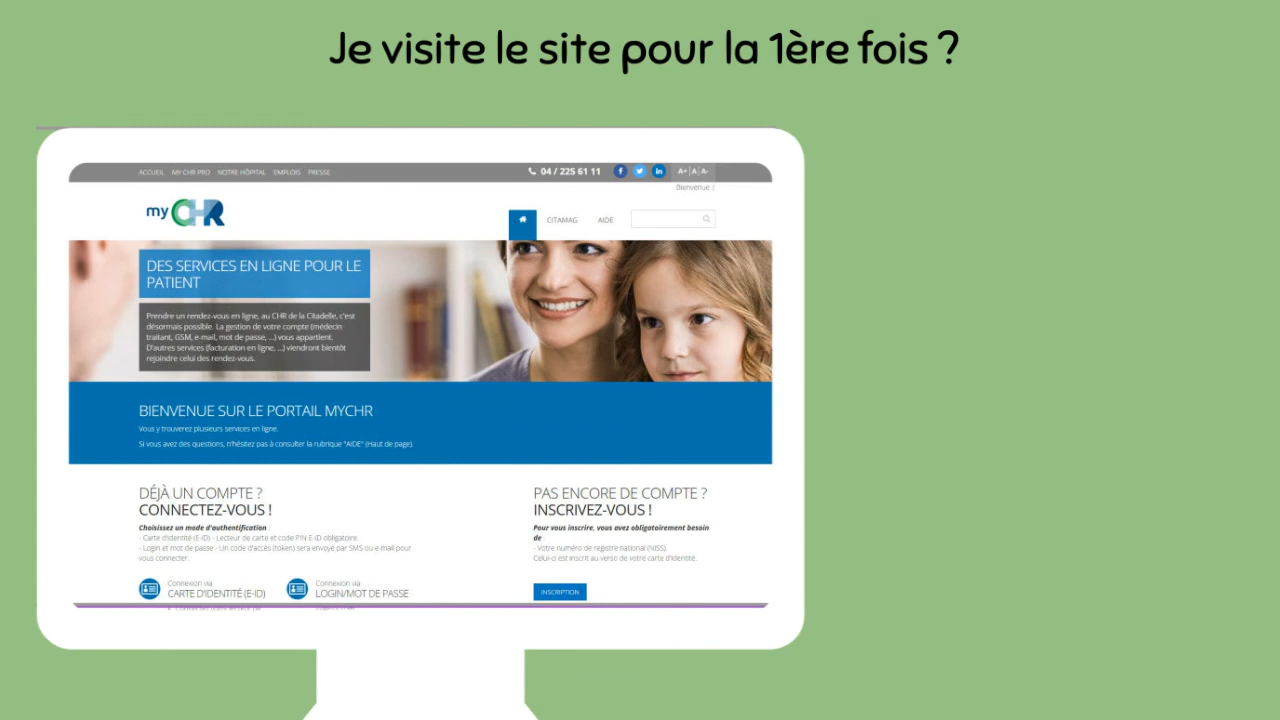 Je visite le site pour la 1ère fois ?
ACCUEIL MY CHR PRO NOTRE HÔPITAL EMPLOIS PRESSE
04 / 225 61 11
A+ | A | A-
Bienvenue :
my CHR
CITAMAG AIDE
DES SERVICES EN LIGNE POUR LE
PATIENT
Prendre un rendez-vous en ligne, au CHR de la Citadelle, c'est
désormais possible. La gestion de votre compte (médecin
traitant, GSM, e-mail, mot de passe, ...) vous appartient.
D'autres services (facturation en ligne, ...) viendront bientôt
rejoindre celui des rendez-vous.
BIENVENUE SUR LE PORTAIL MYCHR
Vous y trouverez plusieurs services en ligne.
Si vous avez des questions, n'hésitez pas à consulter la rubrique "AIDE" (Haut de page).
DÉJÀ UN COMPTE ?
CONNECTEZ-VOUS !
Choisissez un mode d'authentification :
- Carte d'identité (E-ID) - Lecteur de carte et code PIN E-ID obligatoire.
- Login et mot de passe - Un code d'accès (token) sera envoyé par SMS ou e-mail pour
vous connecter.
Connexion via
CARTE D'IDENTITÉ (E-ID)
Connexion via
LOGIN/MOT DE PASSE
PAS ENCORE DE COMPTE ?
INSCRIVEZ-VOUS !
Pour vous inscrire, vous avez obligatoirement besoin
de :
- Votre numéro de registre national (NISS).
Celui-ci est inscrit au verso de votre carte d'identité.
INSCRIPTION